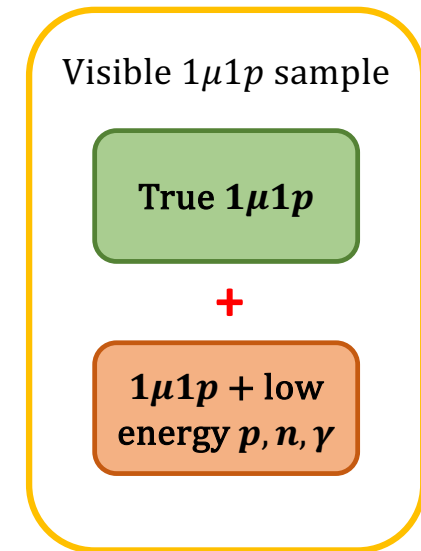 Visible 1μ1p sample
True 1μ1p
+
1μ1p + low
energy p, n, γ